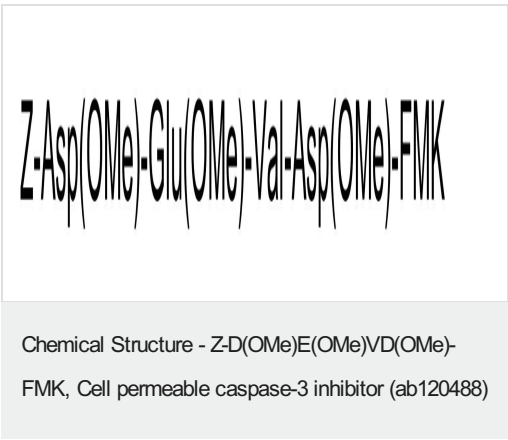 Z-Asp(OMe)-Glu(OMe)-Val-Asp(OMe)-FMK
Chemical Structure - Z-D(OMe)E(OMe)VD(OMe)-
FMK, Cell permeable caspase-3 inhibitor (ab120488)